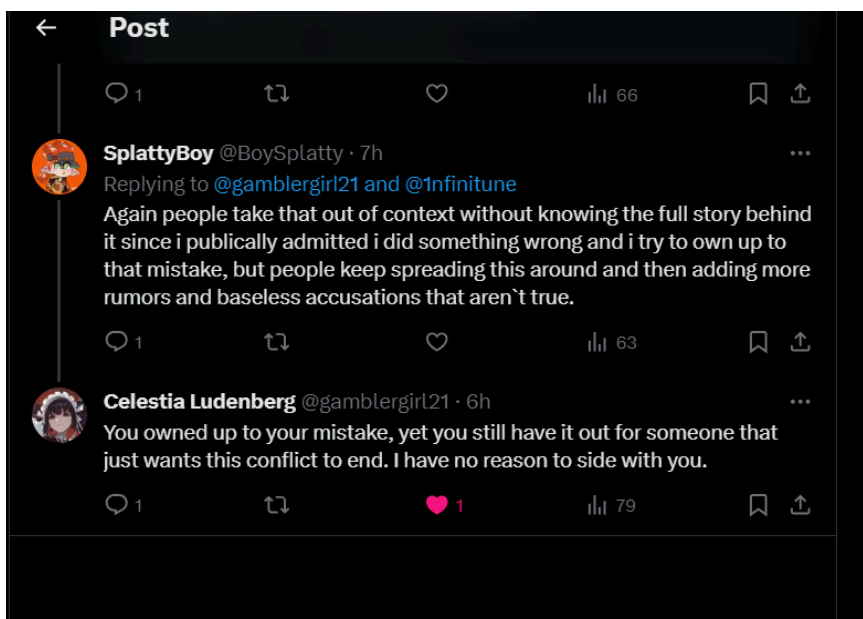 Post
1 66
SplattyBoy @BoySplatty · 7h
Replying to @gamblergirl21 and @1nfinitune
Again people take that out of context without knowing the full story behind
it since i publically admitted i did something wrong and i try to own up to
that mistake, but people keep spreading this around and then adding more
rumors and baseless accusations that aren`t true.
1 63
Celestia Ludenberg @gamblergirl21 · 6h
You owned up to your mistake, yet you still have it out for someone that
just wants this conflict to end. I have no reason to side with you.
1 1 79